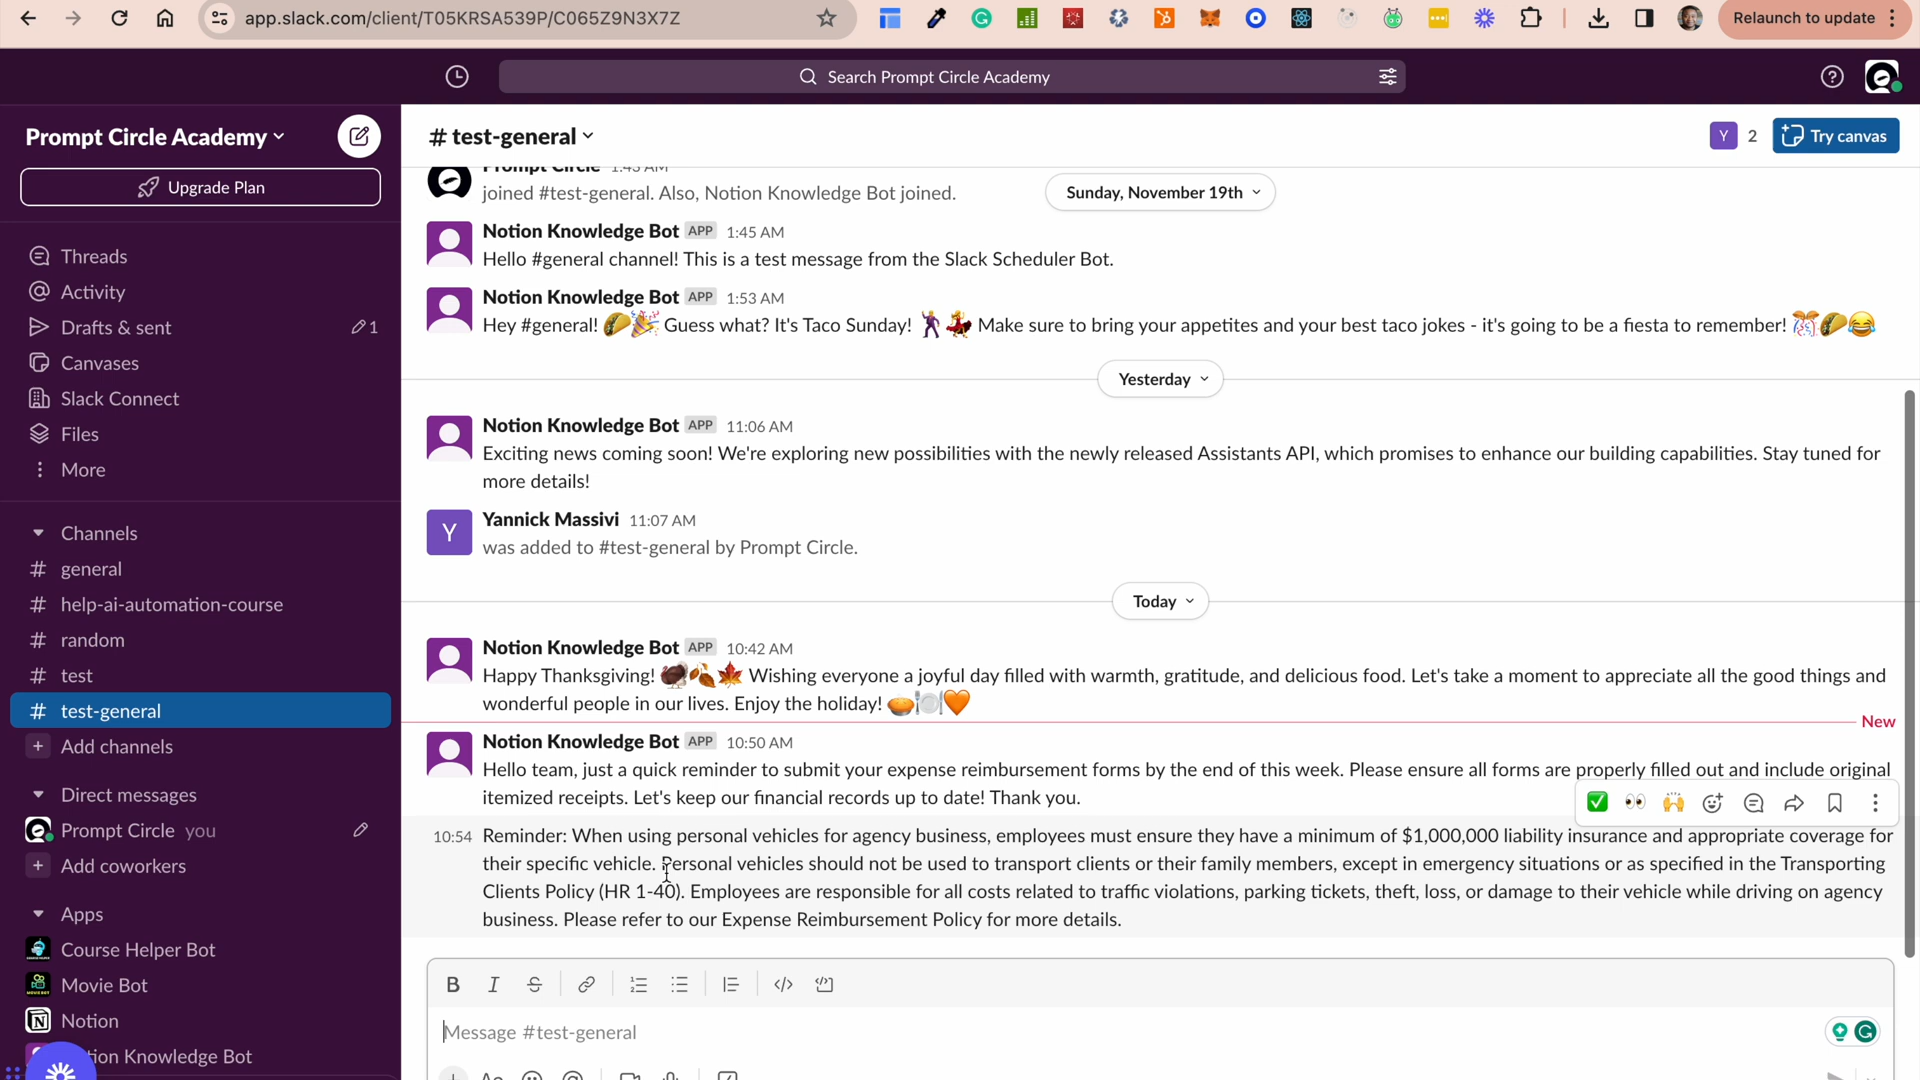 app.slack.com/client/T05KRSA539P/C065Z9N3X7Z
Relaunch to update
Search Prompt Circle Academy
Prompt Circle Academy
Upgrade Plan
Threads
Activity
Drafts & sent 1
Canvases
Slack Connect
Files
More
Channels
# general
# help-ai-automation-course
# random
# test
# test-general
+ Add channels
Direct messages
Prompt Circle you
+ Add coworkers
Apps
Course Helper Bot
Movie Bot
Notion
tion Knowledge Bot
# test-general
Y 2
Try canvas
Prompt Circle 1:43 AM
joined #test-general. Also, Notion Knowledge Bot joined.
Sunday, November 19th
Notion Knowledge Bot APP 1:45 AM
Hello #general channel! This is a test message from the Slack Scheduler Bot.
Notion Knowledge Bot APP 1:53 AM
Hey #general! 🌮🎉 Guess what? It's Taco Sunday! 🕺💃 Make sure to bring your appetites and your best taco jokes - it's going to be a fiesta to remember! 🎊🌮😂
Yesterday
Notion Knowledge Bot APP 11:06 AM
Exciting news coming soon! We're exploring new possibilities with the newly released Assistants API, which promises to enhance our building capabilities. Stay tuned for
more details!
Y
Yannick Massivi 11:07 AM
was added to #test-general by Prompt Circle.
Today
Notion Knowledge Bot APP 10:42 AM
Happy Thanksgiving! 🦃🍂🍁 Wishing everyone a joyful day filled with warmth, gratitude, and delicious food. Let's take a moment to appreciate all the good things and
wonderful people in our lives. Enjoy the holiday! 🥧🍽️🧡
New
Notion Knowledge Bot APP 10:50 AM
Hello team, just a quick reminder to submit your expense reimbursement forms by the end of this week. Please ensure all forms are properly filled out and include original
itemized receipts. Let's keep our financial records up to date! Thank you.
10:54 Reminder: When using personal vehicles for agency business, employees must ensure they have a minimum of $1,000,000 liability insurance and appropriate coverage for
their specific vehicle. Personal vehicles should not be used to transport clients or their family members, except in emergency situations or as specified in the Transporting
Clients Policy (HR 1-40). Employees are responsible for all costs related to traffic violations, parking tickets, theft, loss, or damage to their vehicle while driving on agency
business. Please refer to our Expense Reimbursement Policy for more details.
B I S
Message #test-general
Aa